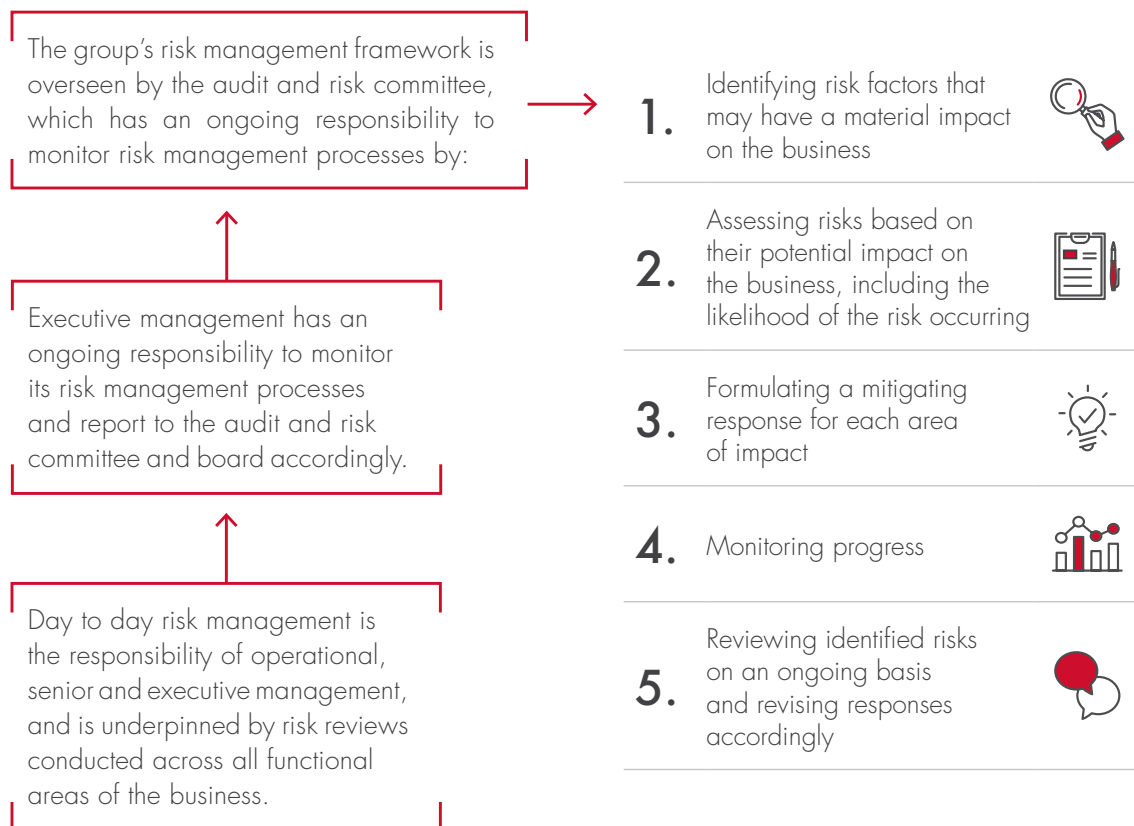 The group’s risk management framework is
overseen by the audit and risk committee,
which has an ongoing responsibility to
monitor risk management processes by:
Executive management has an
ongoing responsibility to monitor
its risk management processes
and report to the audit and risk
committee and board accordingly.
Day to day risk management is
the responsibility of operational,
senior and executive management,
and is underpinned by risk reviews
conducted across all functional
areas of the business.
1.
Identifying risk factors that
may have a material impact
on the business
2.
Assessing risks based on
their potential impact on
the business, including the
likelihood of the risk occurring
3.
Formulating a mitigating
response for each area
of impact
4.
Monitoring progress
5.
Reviewing identified risks
on an ongoing basis
and revising responses
accordingly